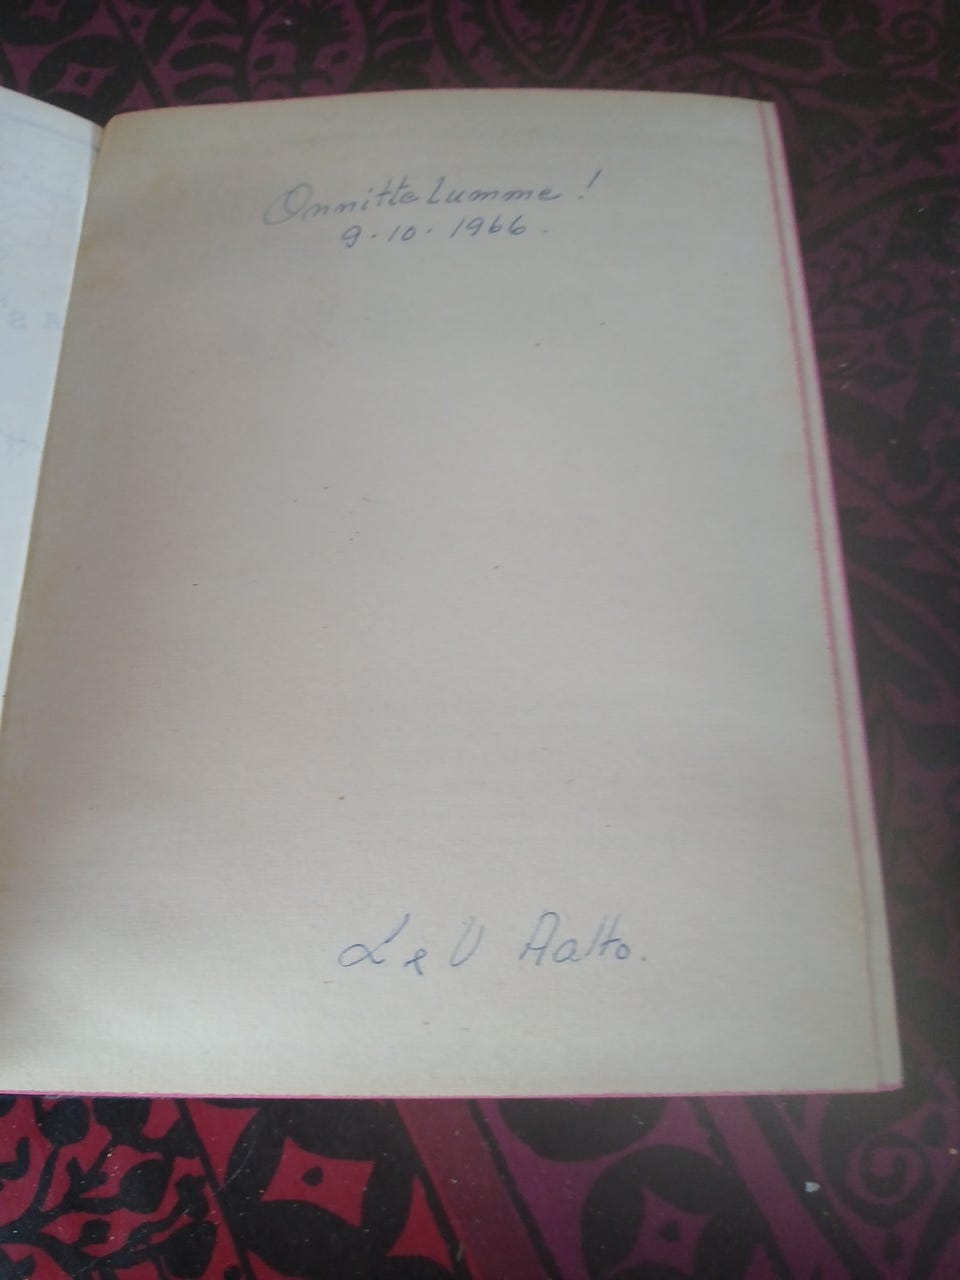 Onnittelumme!
9.10.1966.
L & U Aalto.